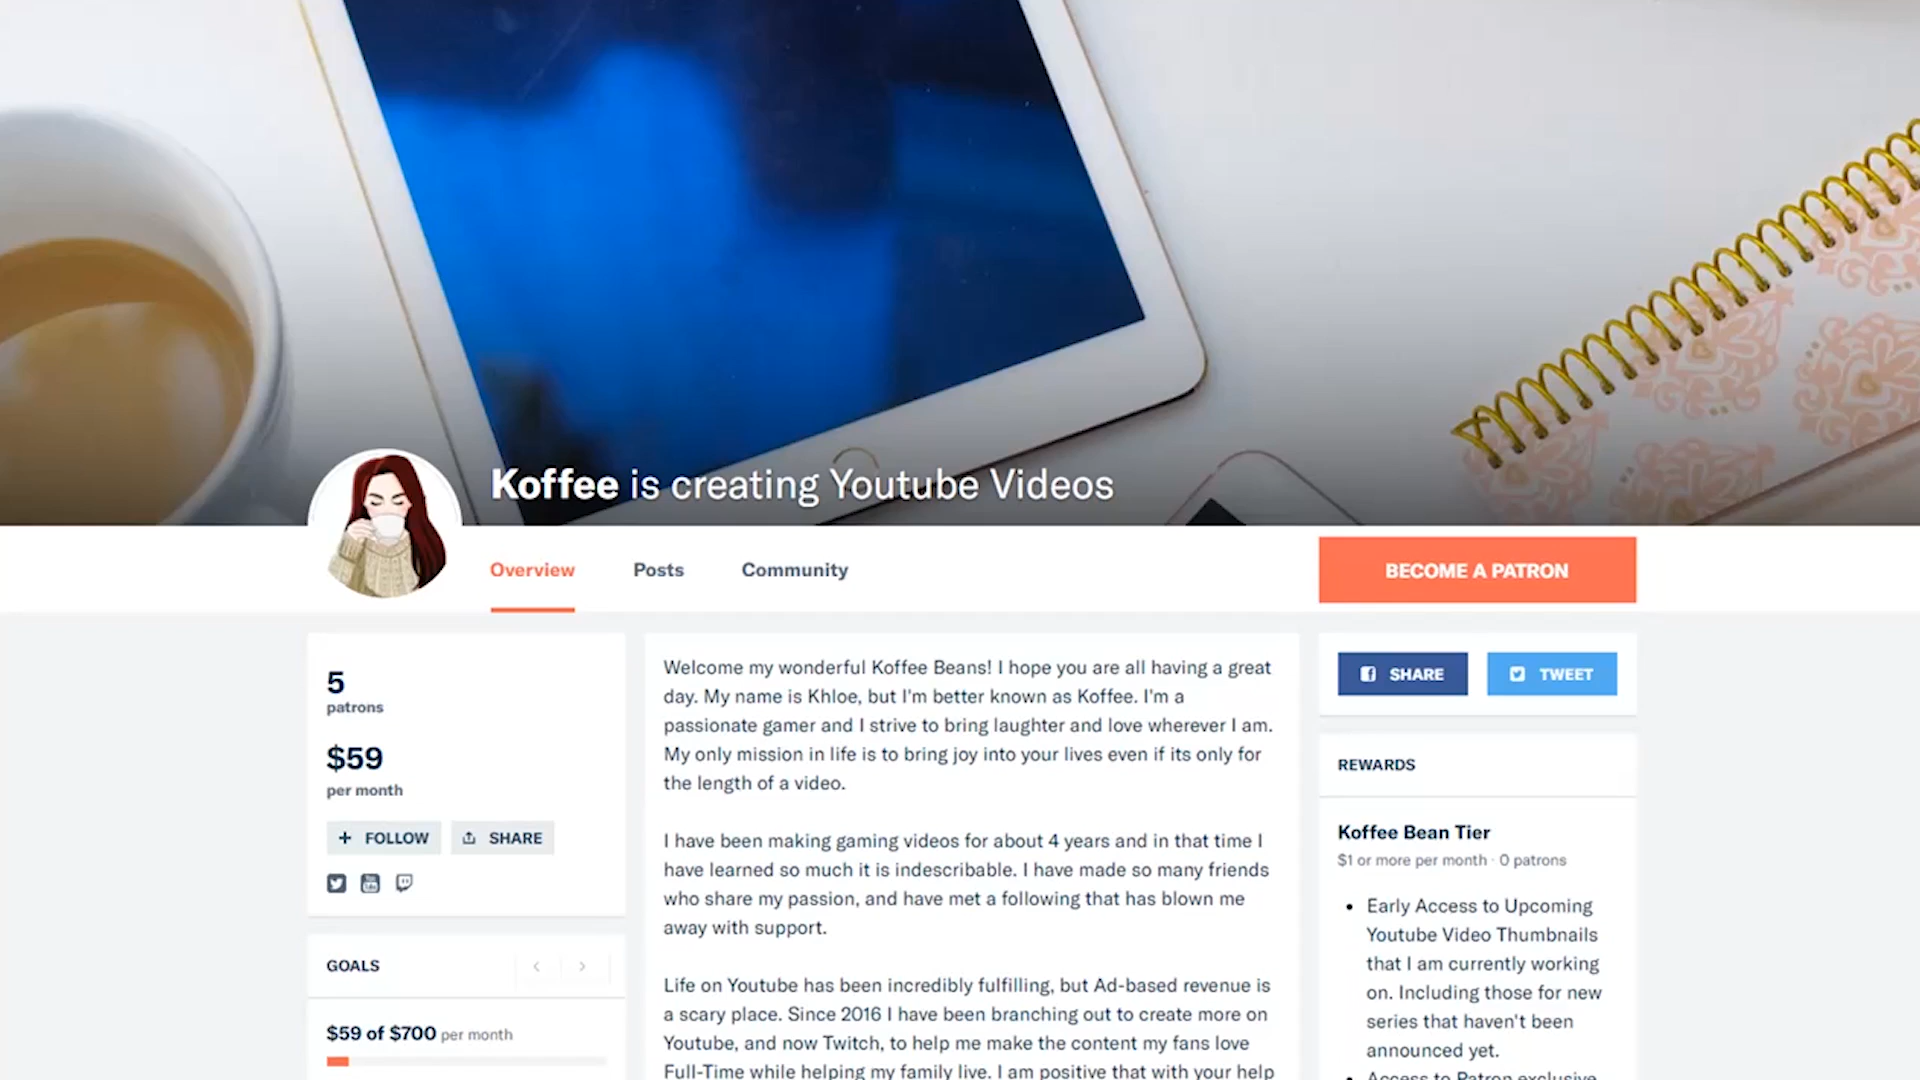 Koffee is creating Youtube Videos
Overview
Posts
Community
BECOME A PATRON
5
patrons
$59
per month
+ FOLLOW
SHARE
GOALS
$59 of $700 per month
Welcome my wonderful Koffee Beans! I hope you are all having a great
day. My name is Khloe, but I'm better known as Koffee. I'm a
passionate gamer and I strive to bring laughter and love wherever I am.
My only mission in life is to bring joy into your lives even if its only for
the length of a video.
I have been making gaming videos for about 4 years and in that time I
have learned so much it is indescribable. I have made so many friends
who share my passion, and have met a following that has blown me
away with support.
Life on Youtube has been incredibly fulfilling, but Ad-based revenue is
a scary place. Since 2016 I have been branching out to create more on
Youtube, and now Twitch, to help me make the content my fans love
Full-Time while helping my family live. I am positive that with your help
SHARE
TWEET
REWARDS
Koffee Bean Tier
$1 or more per month · 0 patrons
• Early Access to Upcoming
Youtube Video Thumbnails
that I am currently working
on. Including those for new
series that haven't been
announced yet.
• Access to Patron exclusive